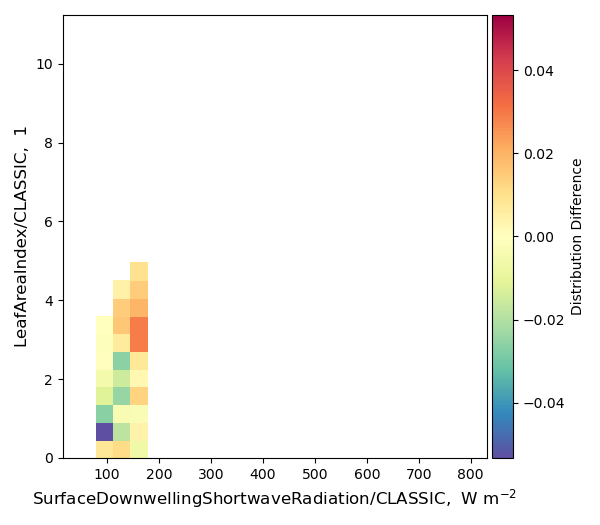 10
8
6
4
2
0
100 200 300 400 500 600 700 800
LeafAreaIndex/CLASSIC, 1
SurfaceDownwellingShortwaveRadiation/CLASSIC, W m⁻²
0.04
0.02
0.00
−0.02
−0.04
Distribution Difference